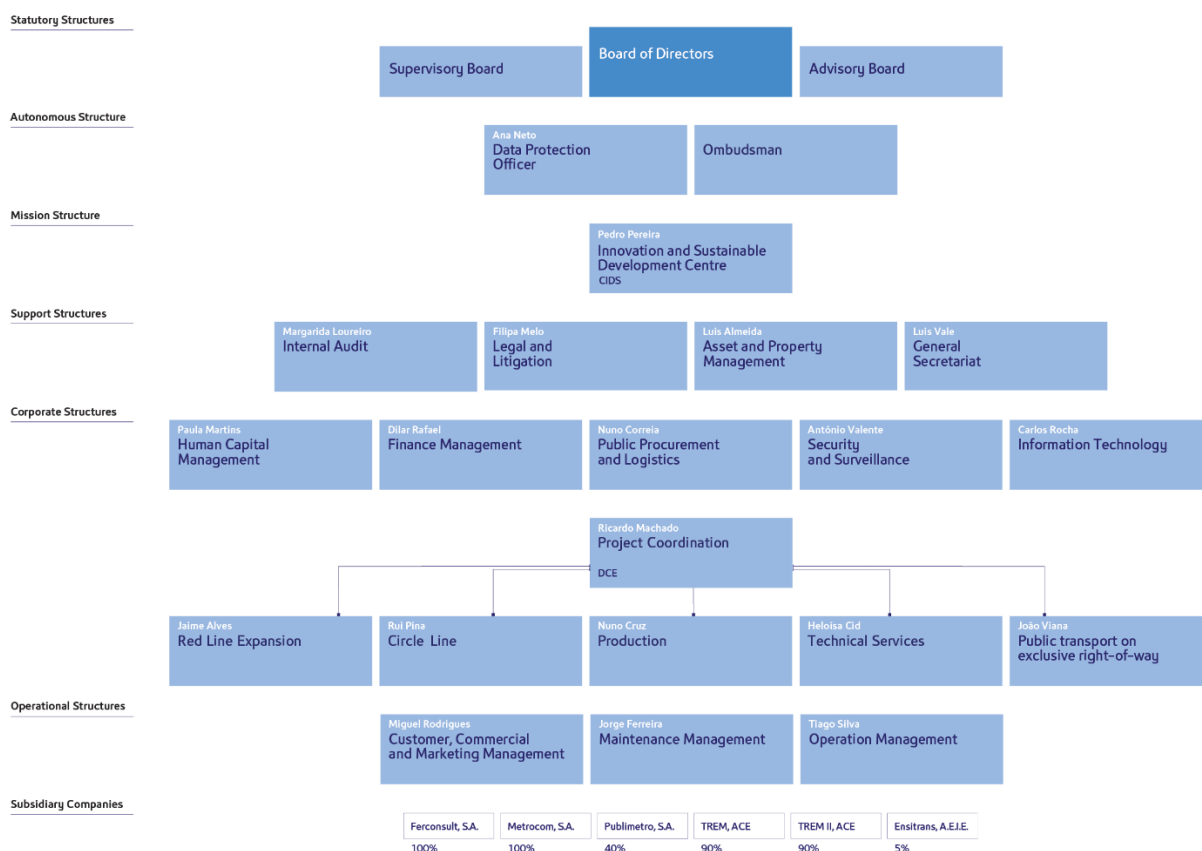 Statutory Structures
Supervisory Board
Board of Directors
Advisory Board
Autonomous Structure
Ana Neto
Data Protection
Officer
Ombudsman
Mission Structure
Pedro Pereira
Innovation and Sustainable
Development Centre
CIDS
Support Structures
Margarida Loureiro
Internal Audit
Filipa Melo
Legal and
Litigation
Luís Almeida
Asset and Property
Management
Luis Vale
General
Secretariat
Corporate Structures
Paula Martins
Human Capital
Management
Dilar Rafael
Finance Management
Nuno Correia
Public Procurement
and Logistics
António Valente
Security
and Surveillance
Carlos Rocha
Information Technology
Ricardo Machado
Project Coordination
DCE
Jaime Alves
Red Line Expansion
Rui Pina
Circle Line
Nuno Cruz
Production
Heloísa Cid
Technical Services
João Viana
Public transport on
exclusive right-of-way
Operational Structures
Miguel Rodrigues
Customer, Commercial
and Marketing Management
Jorge Ferreira
Maintenance Management
Tiago Silva
Operation Management
Subsidiary Companies
Ferconsult, S.A.
100%
Metrocom, S.A.
100%
Publimetro, S.A.
40%
TREM, ACE
90%
TREM II, ACE
90%
Ensitrans, A.E.I.E.
5%